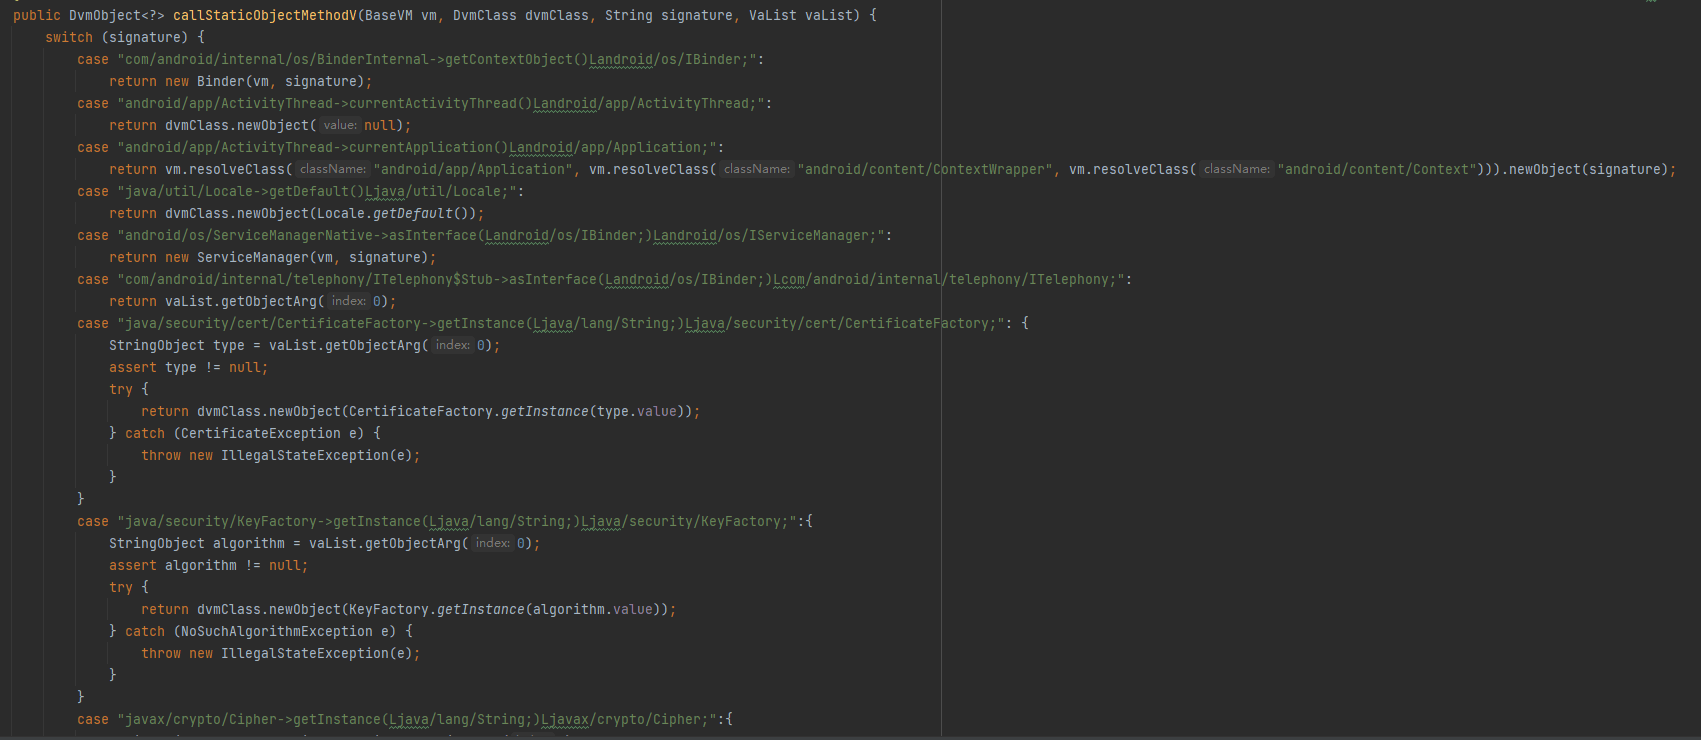 public DvmObject<?> callStaticObjectMethodV(BaseVM vm, DvmClass dvmClass, String signature, VaList vaList) {
switch (signature) {
case "com/android/internal/os/BinderInternal->getContextObject()Landroid/os/IBinder;":
return new Binder(vm, signature);
case "android/app/ActivityThread->currentActivityThread()Landroid/app/ActivityThread;":
return dvmClass.newObject( value: null);
case "android/app/ActivityThread->currentApplication()Landroid/app/Application;":
return vm.resolveClass( className: "android/app/Application", vm.resolveClass( className: "android/content/ContextWrapper", vm.resolveClass( className: "android/content/Context"))).newObject(signature);
case "java/util/Locale->getDefault()Ljava/util/Locale;":
return dvmClass.newObject(Locale.getDefault());
case "android/os/ServiceManagerNative->asInterface(Landroid/os/IBinder;)Landroid/os/IServiceManager;":
return new ServiceManager(vm, signature);
case "com/android/internal/telephony/ITelephony$Stub->asInterface(Landroid/os/IBinder;)Lcom/android/internal/telephony/ITelephony;":
return vaList.getObjectArg( index: 0);
case "java/security/cert/CertificateFactory->getInstance(Ljava/lang/String;)Ljava/security/cert/CertificateFactory;": {
StringObject type = vaList.getObjectArg( index: 0);
assert type != null;
try {
return dvmClass.newObject(CertificateFactory.getInstance(type.value));
} catch (CertificateException e) {
throw new IllegalStateException(e);
}
}
case "java/security/KeyFactory->getInstance(Ljava/lang/String;)Ljava/security/KeyFactory;":{
StringObject algorithm = vaList.getObjectArg( index: 0);
assert algorithm != null;
try {
return dvmClass.newObject(KeyFactory.getInstance(algorithm.value));
} catch (NoSuchAlgorithmException e) {
throw new IllegalStateException(e);
}
}
case "javax/crypto/Cipher->getInstance(Ljava/lang/String;)Ljavax/crypto/Cipher;":{